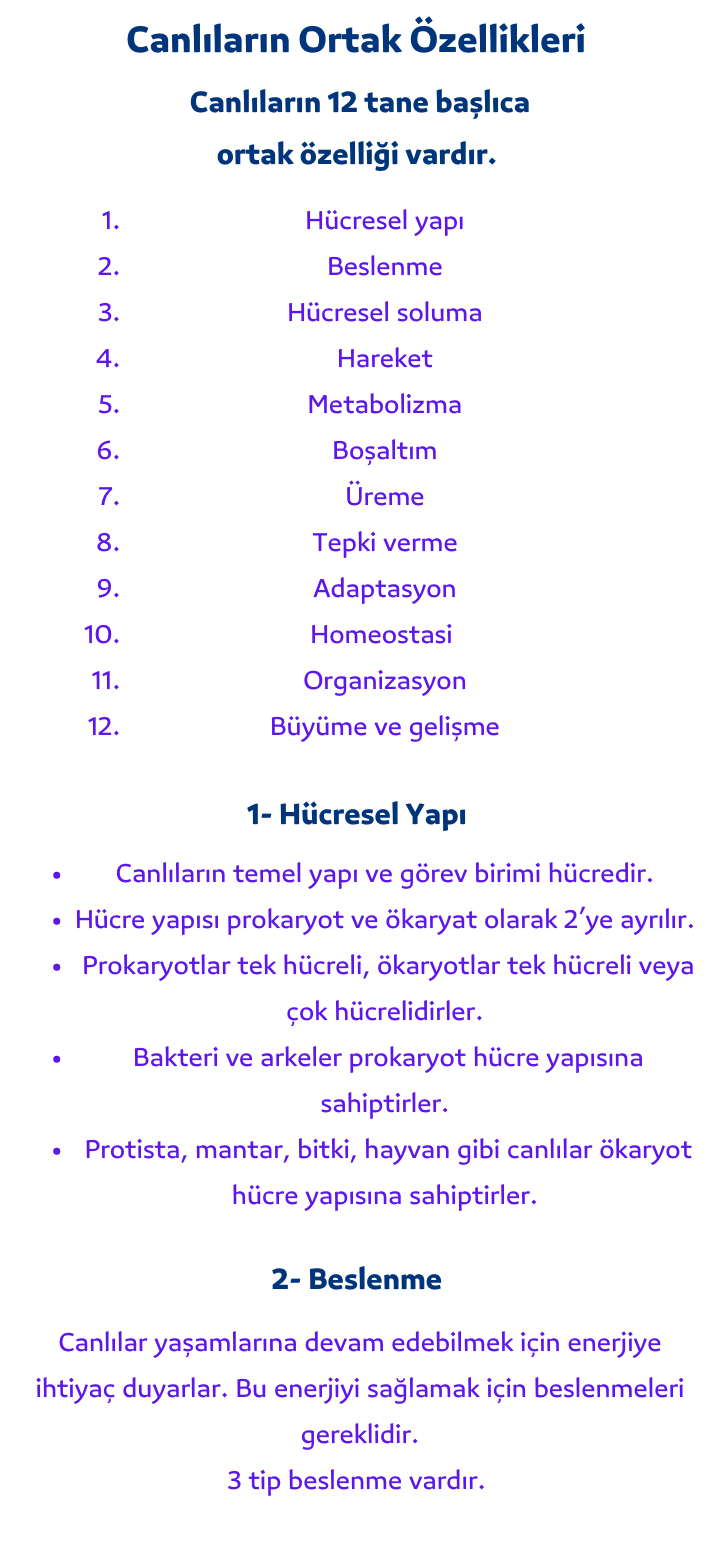 Canlıların Ortak Özellikleri
Canlıların 12 tane başlıca
ortak özelliği vardır.
1. Hücresel yapı
2. Beslenme
3. Hücresel soluma
4. Hareket
5. Metabolizma
6. Boşaltım
7. Üreme
8. Tepki verme
9. Adaptasyon
10. Homeostasi
11. Organizasyon
12. Büyüme ve gelişme
1- Hücresel Yapı
• Canlıların temel yapı ve görev birimi hücredir.
• Hücre yapısı prokaryot ve ökaryat olarak 2’ye ayrılır.
• Prokaryotlar tek hücreli, ökaryotlar tek hücreli veya
çok hücrelidirler.
• Bakteri ve arkeler prokaryot hücre yapısına
sahiptirler.
• Protista, mantar, bitki, hayvan gibi canlılar ökaryot
hücre yapısına sahiptirler.
2- Beslenme
Canlılar yaşamlarına devam edebilmek için enerjiye
ihtiyaç duyarlar. Bu enerjiyi sağlamak için beslenmeleri
gereklidir.
3 tip beslenme vardır.